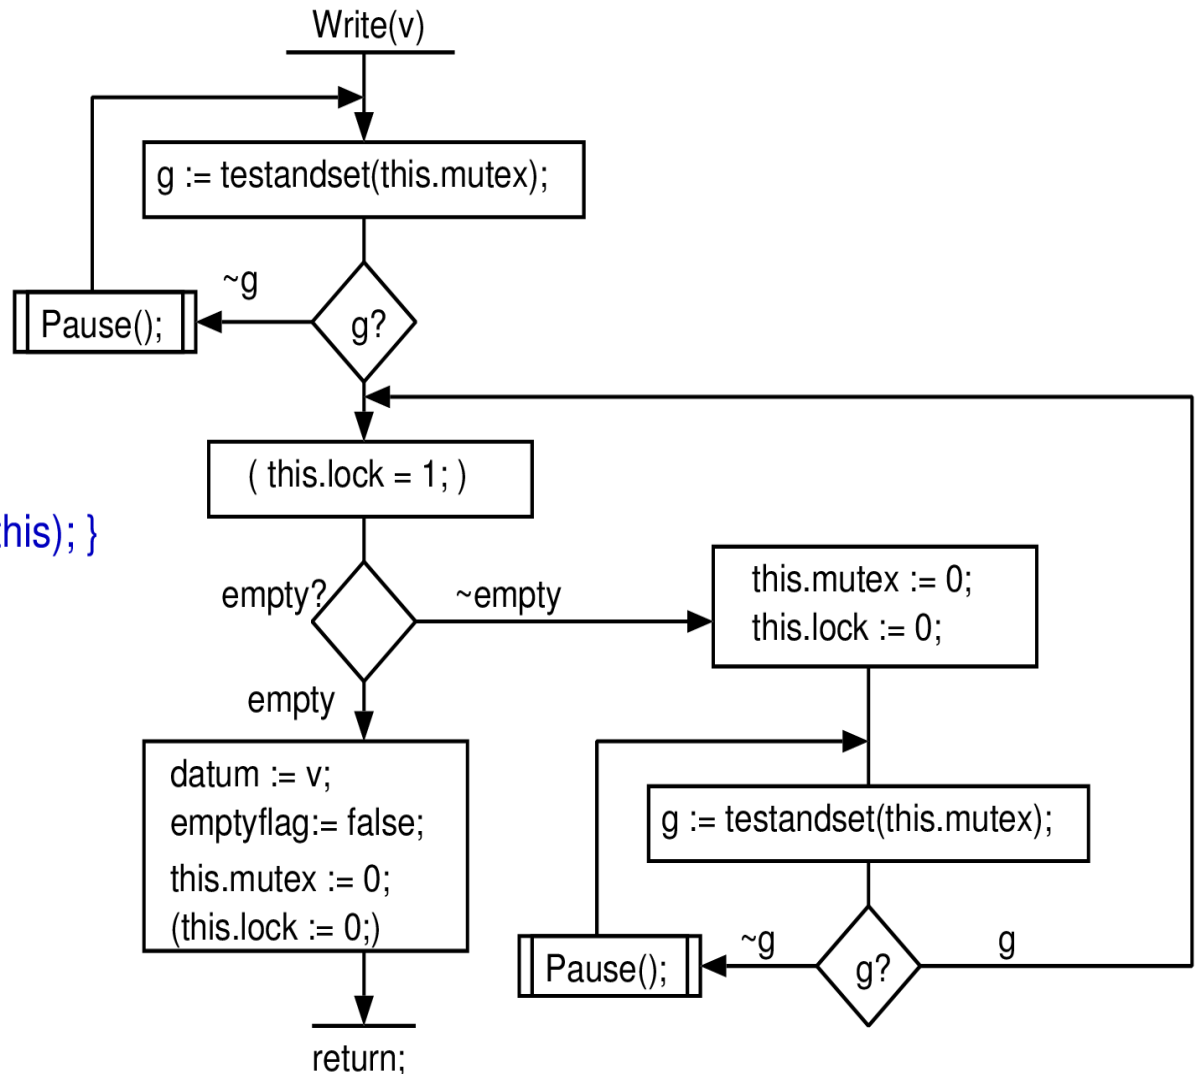 Write(v)
g := testandset(this.mutex);
~g
Pause();
g?
( this.lock = 1; )
his); }
empty?
~empty
this.mutex := 0;
this.lock := 0;
empty
datum := v;
emptyflag:= false;
this.mutex := 0;
(this.lock := 0;)
g := testandset(this.mutex);
~g
g
Pause();
g?
return;